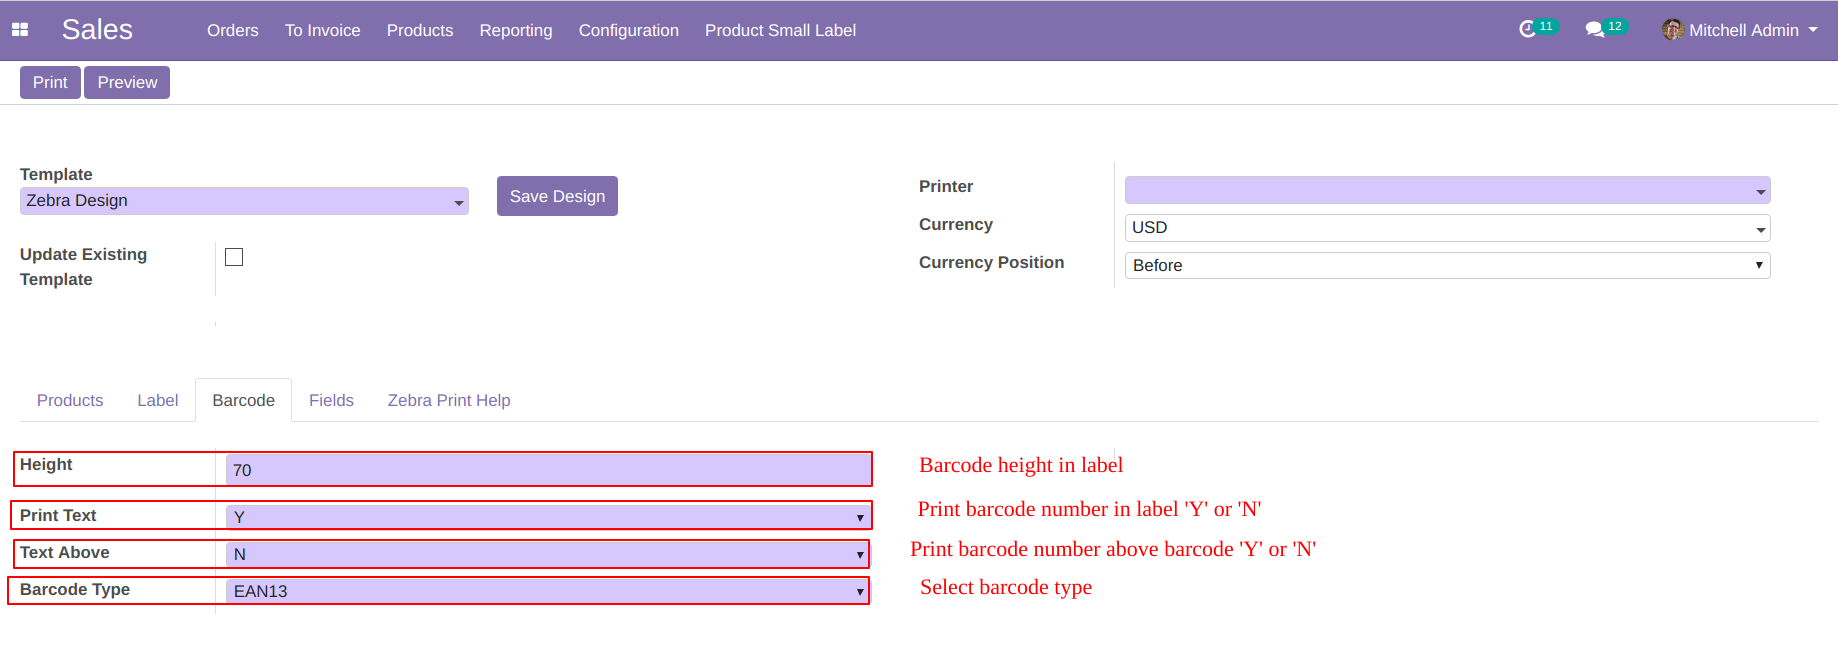 Sales Orders To Invoice Products Reporting Configuration Product Small Label 11 12 Mitchell Admin
Print Preview
Template
Zebra Design
Save Design
Update Existing
Template
Printer
Currency USD
Currency Position Before
Products Label Barcode Fields Zebra Print Help
Height 70 Barcode height in label
Print Text Y Print barcode number in label 'Y' or 'N'
Text Above N Print barcode number above barcode 'Y' or 'N'
Barcode Type EAN13 Select barcode type